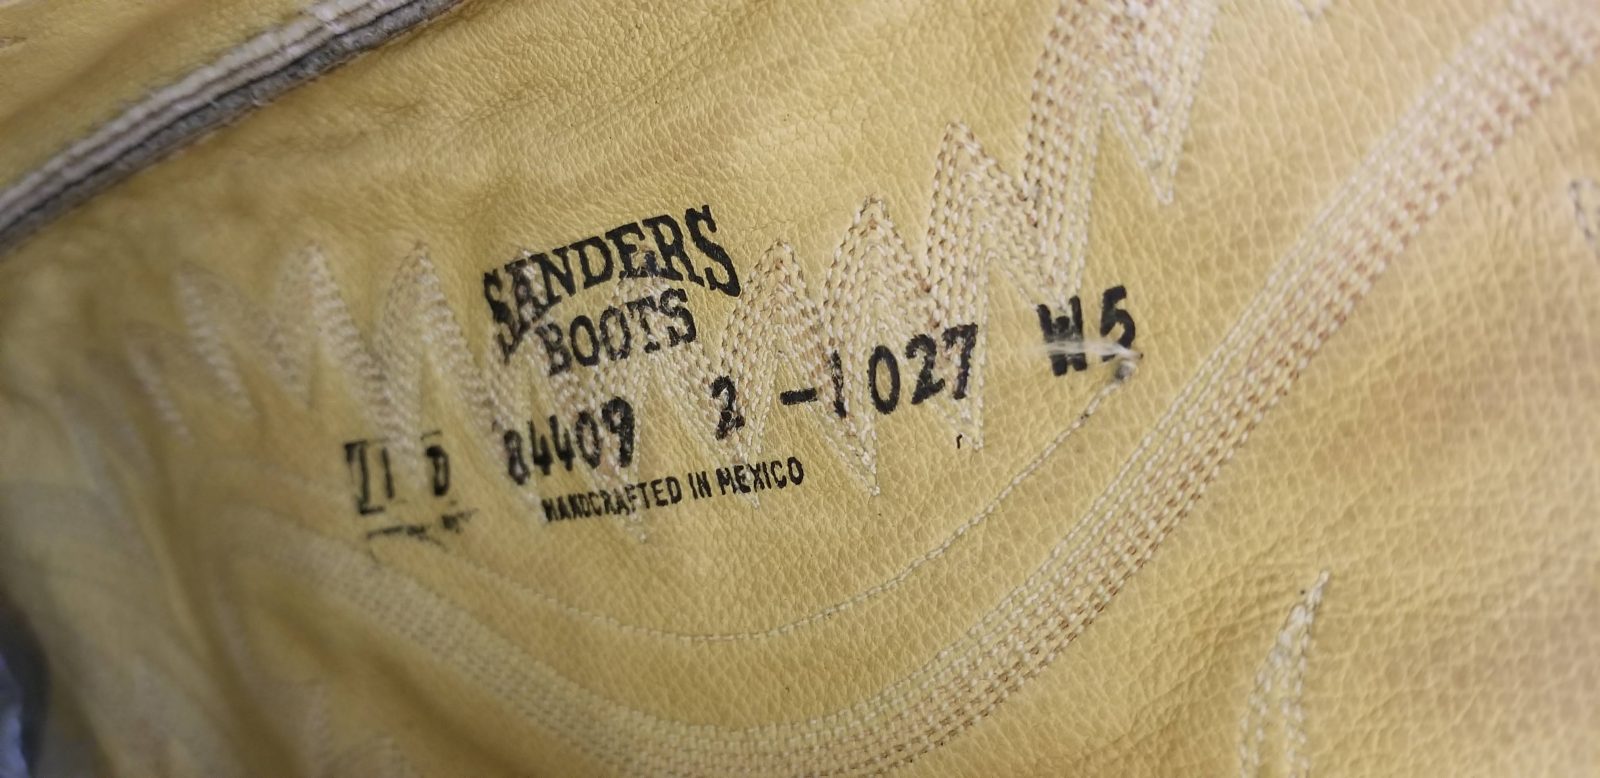 SANDERS
BOOTS
D 84409 2 -1027 W5
HANDCRAFTED IN MEXICO